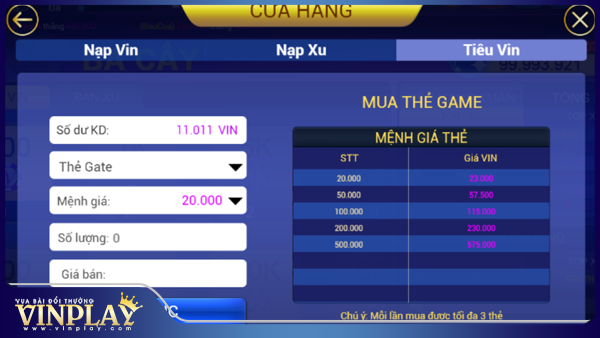 CỬA HÀNG
Nạp Vin
Nạp Xu
Tiêu Vin
99.993.921
MUA THẺ GAME
Số dư KD: 11.011 VIN
Thẻ Gate
Mệnh giá: 20.000
Số lượng: 0
Giá bán:
MỆNH GIÁ THẺ
STT Giá VIN
20.000 23.000
50.000 57.500
100.000 115.000
200.000 230.000
500.000 575.000
Chú ý: Mỗi lần mua được tối đa 3 thẻ
VUA BÀI ĐỔI THƯỞNG
VINPLAY
www.vinplay.com